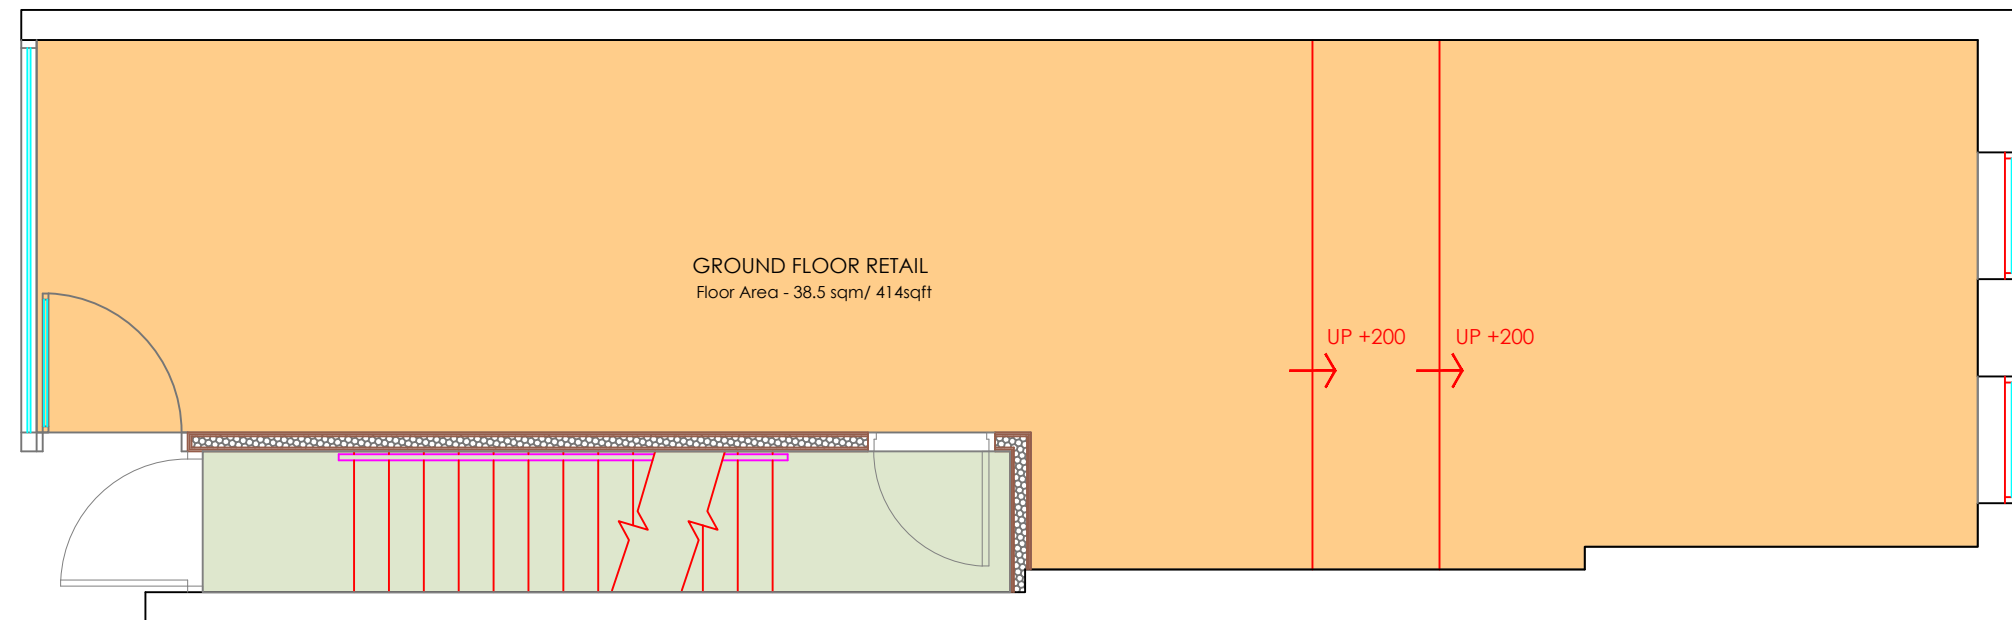 GROUND FLOOR RETAIL
Floor Area - 38.5 sqm/ 414sqft
UP +200
UP +200